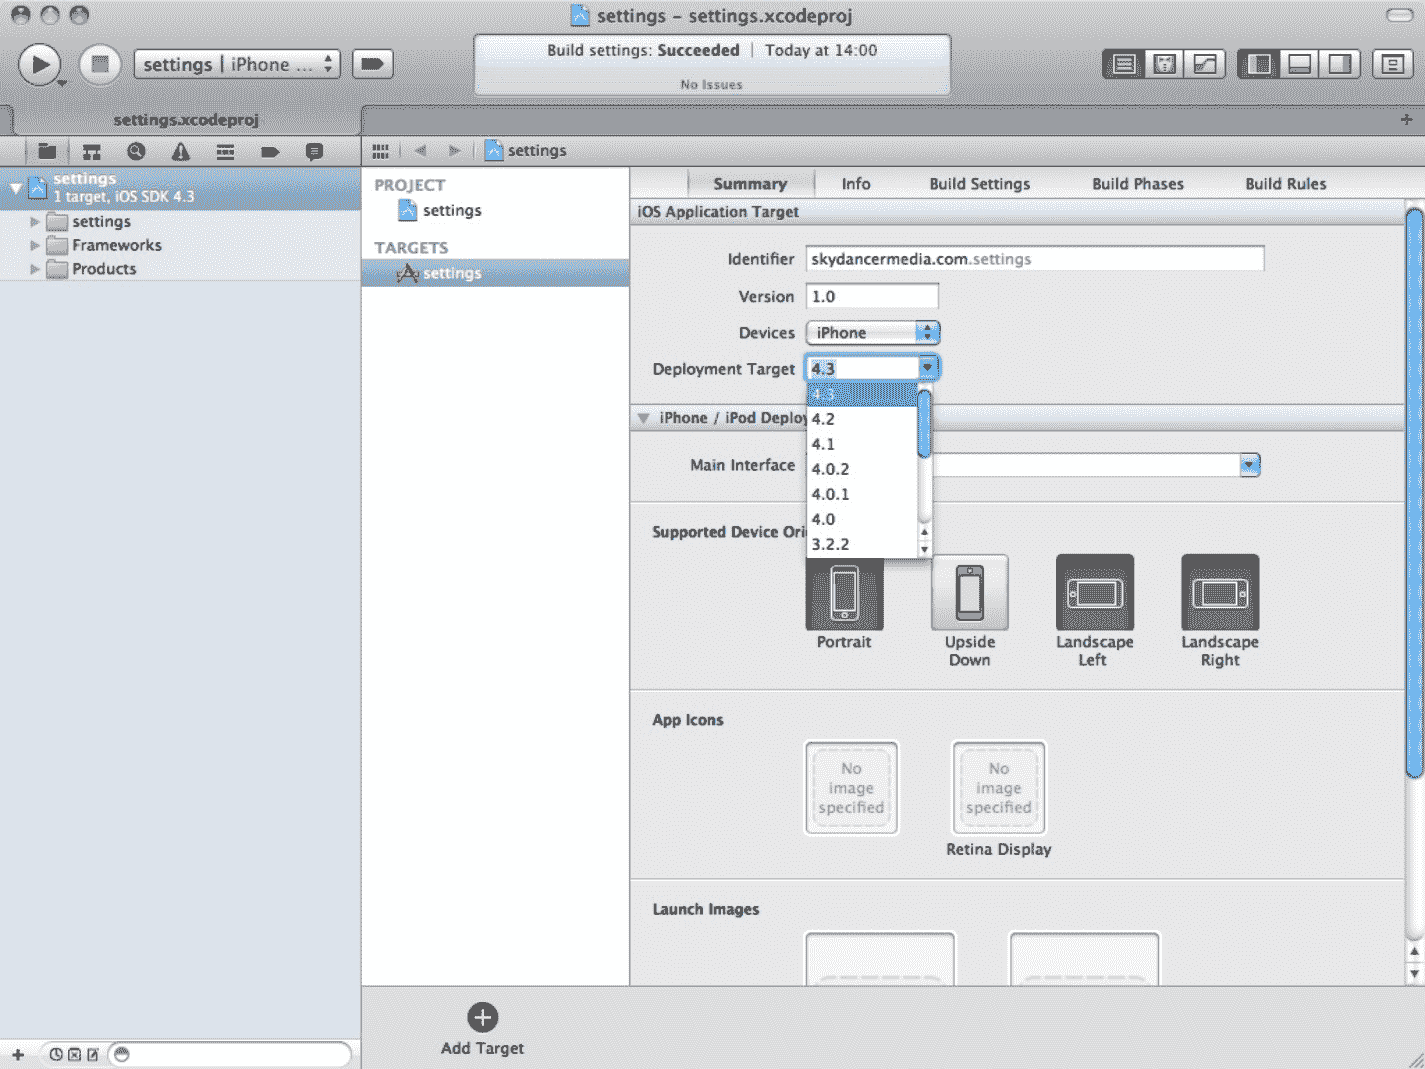 settings – settings.xcodeproj
settings | iPhone ...
Build settings: Succeeded | Today at 14:00
No Issues
settings.xcodeproj
settings
settings
1 target, iOS SDK 4.3
settings
Frameworks
Products
PROJECT
settings
TARGETS
settings
Summary
Info
Build Settings
Build Phases
Build Rules
iOS Application Target
Identifier
skydancermedia.com.settings
Version
1.0
Devices
iPhone
Deployment Target
4.3
4.3
4.2
4.1
4.0.2
4.0.1
4.0
3.2.2
iPhone / iPod Deploy
Main Interface
Supported Device Ori
Portrait
Upside
Down
Landscape
Left
Landscape
Right
App Icons
No
image
specified
No
image
specified
Retina Display
Launch Images
Add Target